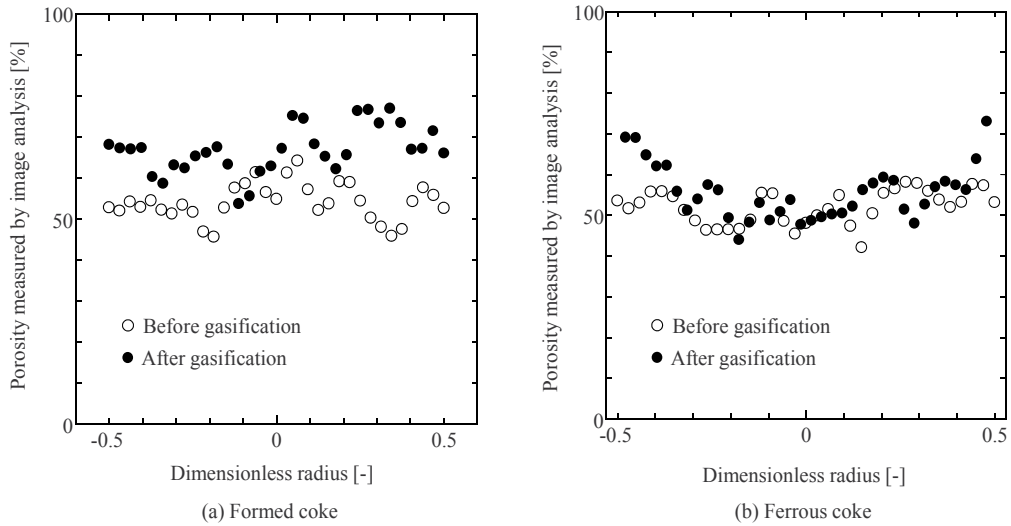 100
50
0
Porosity measured by image analysis [%]
Before gasification
After gasification
-0.5 0 0.5
Dimensionless radius [-]
(a) Formed coke
100
50
0
Porosity measured by image analysis [%]
Before gasification
After gasification
-0.5 0 0.5
Dimensionless radius [-]
(b) Ferrous coke